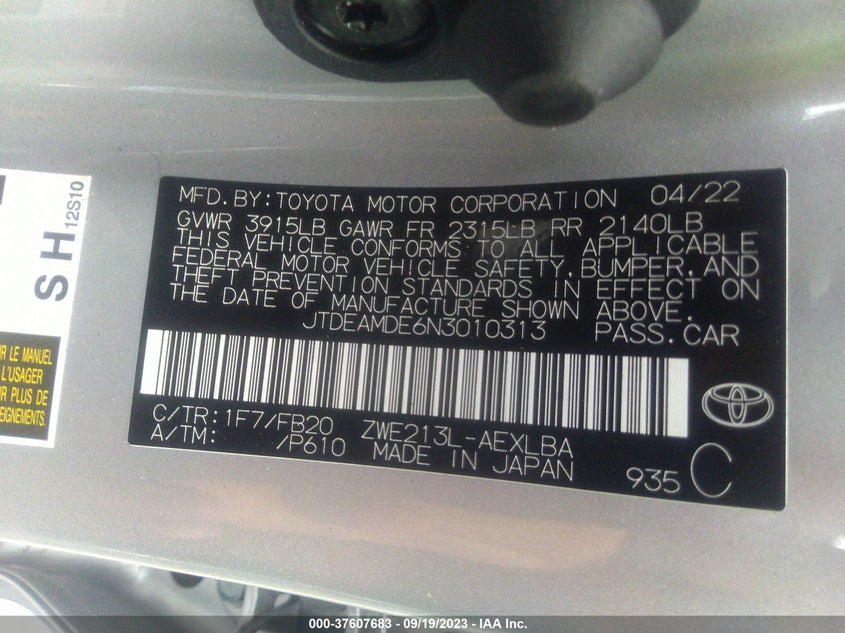 MFD.BY:TOYOTA MOTOR CORPORATION 04/22
GVWR 3915LB GAWR FR 2315LB RR 2140LB
THIS VEHICLE CONFORMS TO ALL APPLICABLE
FEDERAL MOTOR VEHICLE SAFETY,BUMPER,AND
THEFT PREVENTION STANDARDS IN EFFECT ON
THE DATE OF MANUFACTURE SHOWN ABOVE.
JTDEAMDE6N3010313 PASS.CAR
C/TR:1F7/FB20 ZWE213L-AEXLBA
A/TM: /P610 MADE IN JAPAN
935 C
SH
12S10
LE MANUEL
L'USAGER
PLUS DE
EIGNEMENTS
000-37607683 - 09/19/2023 - IAA Inc.